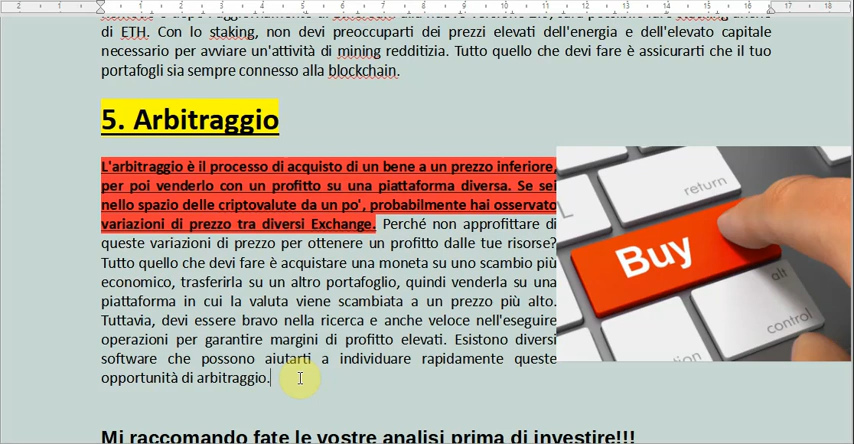 di ETH. Con lo staking, non devi preoccuparti dei prezzi elevati dell'energia e dell'elevato capitale
necessario per avviare un'attività di mining redditizia. Tutto quello che devi fare è assicurarti che il tuo
portafogli sia sempre connesso alla blockchain.
5. Arbitraggio
L'arbitraggio è il processo di acquisto di un bene a un prezzo inferiore,
per poi venderlo con un profitto su una piattaforma diversa. Se sei
nello spazio delle criptovalute da un po', probabilmente hai osservato
variazioni di prezzo tra diversi Exchange. Perché non approfittare di
queste variazioni di prezzo per ottenere un profitto dalle tue risorse?
Tutto quello che devi fare è acquistare una moneta su uno scambio più
economico, trasferirla su un altro portafoglio, quindi venderla su una
piattaforma in cui la valuta viene scambiata a un prezzo più alto.
Tuttavia, devi essere bravo nella ricerca e anche veloce nell'eseguire
operazioni per garantire margini di profitto elevati. Esistono diversi
software che possono aiutarti a individuare rapidamente queste
opportunità di arbitraggio.
return
Buy
alt
control
Mi raccomando fate le vostre analisi prima di investire!!!